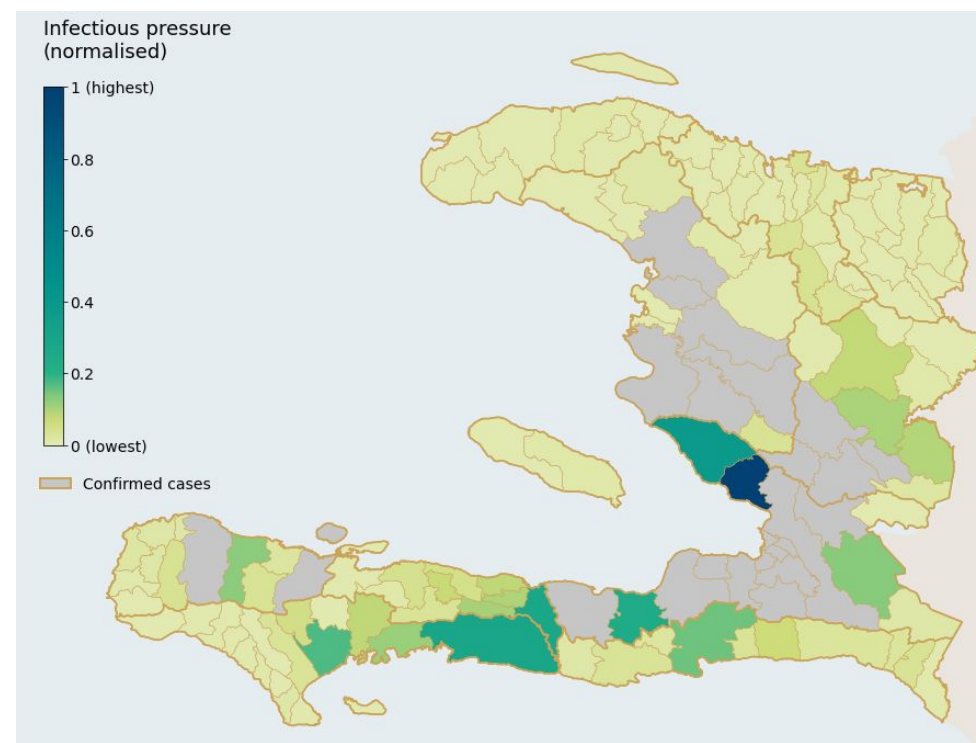 Infectious pressure
(normalised)
1 (highest)
0.8
0.6
0.4
0.2
0 (lowest)
Confirmed cases